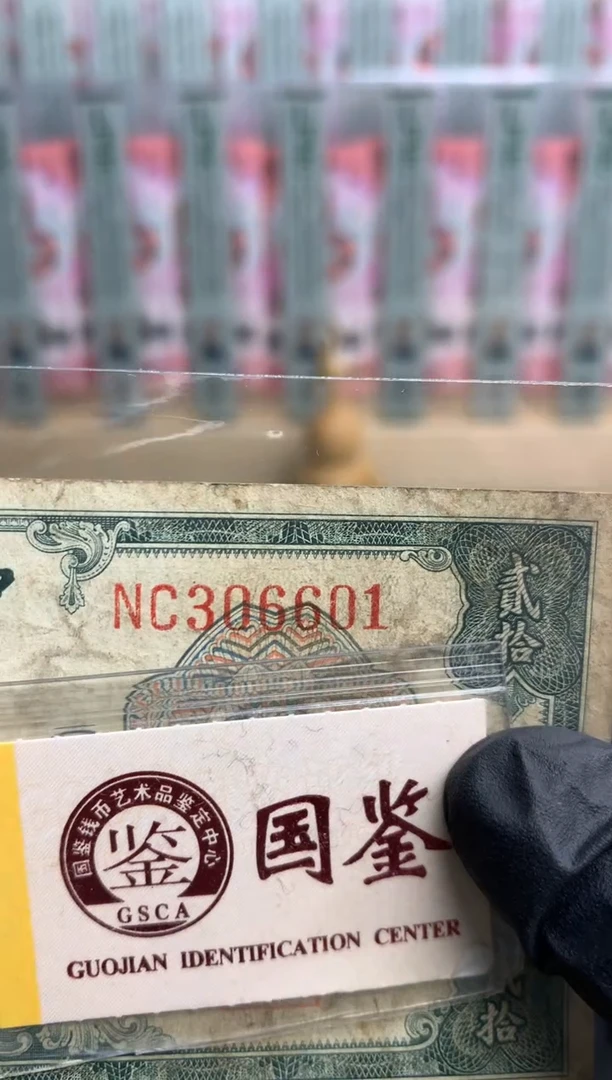 NC306601
貳
拾
国鉴钱币艺术品鉴定中心
鉴
GSCA
国鉴
GUOJIAN IDENTIFICATION CENTER
拾